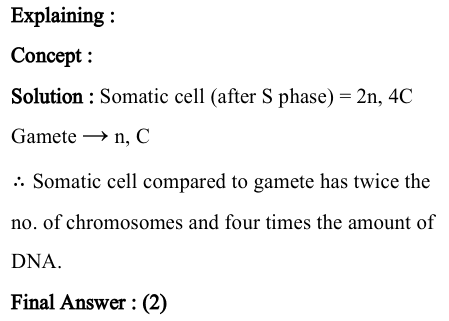 Explaining :
Concept :
Solution : Somatic cell (after S phase) = 2n, 4C
Gamete ⟶ n, C
∴ Somatic cell compared to gamete has twice the
no. of chromosomes and four times the amount of
DNA.
Final Answer : (2)